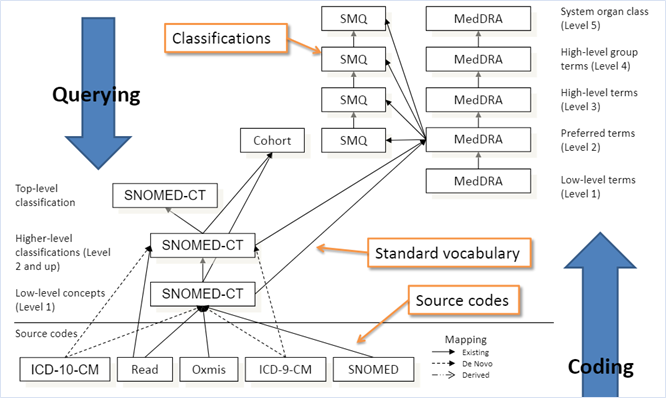 SMQ
MedDRA
System organ class
(Level 5)
Classifications
SMQ
MedDRA
High-level group
terms (Level 4)
Querying
SMQ
MedDRA
High-level terms
(Level 3)
Cohort
SMQ
MedDRA
Preferred terms
(Level 2)
Top-level
classification
SNOMED-CT
MedDRA
Low-level terms
(Level 1)
Higher-level
classifications (Level
2 and up)
SNOMED-CT
Standard vocabulary
Low-level concepts
(Level 1)
SNOMED-CT
Source codes
Source codes
ICD-10-CM
Read
Oxmis
ICD-9-CM
SNOMED
Mapping
Existing
De Novo
Derived
Coding